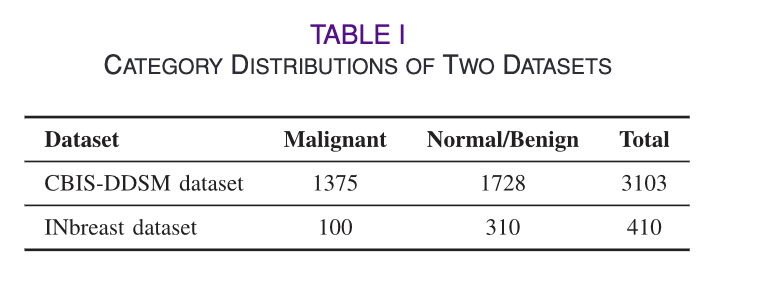 TABLE I
CATEGORY DISTRIBUTIONS OF TWO DATASETS
Dataset Malignant Normal/Benign Total
CBIS-DDSM dataset 1375 1728 3103
INbreast dataset 100 310 410